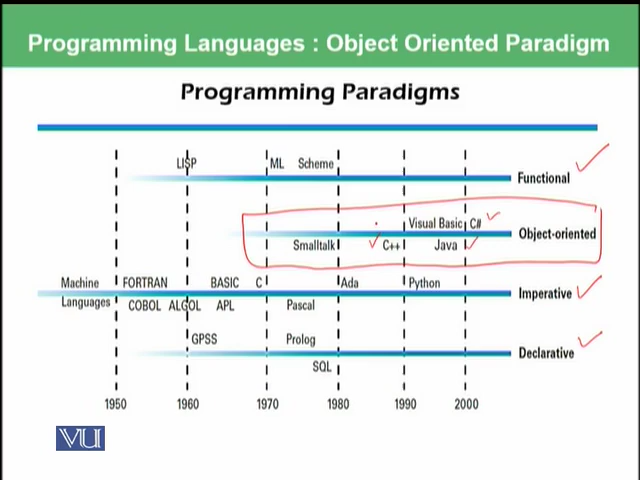 Programming Languages : Object Oriented Paradigm
Programming Paradigms
LISP ML Scheme
Functional
Visual Basic C#
Object-oriented
Smalltalk C++ Java
Machine FORTRAN BASIC C Ada Python
Imperative
Languages COBOL ALGOL APL Pascal
GPSS Prolog
Declarative
SQL
1950 1960 1970 1980 1990 2000
VU